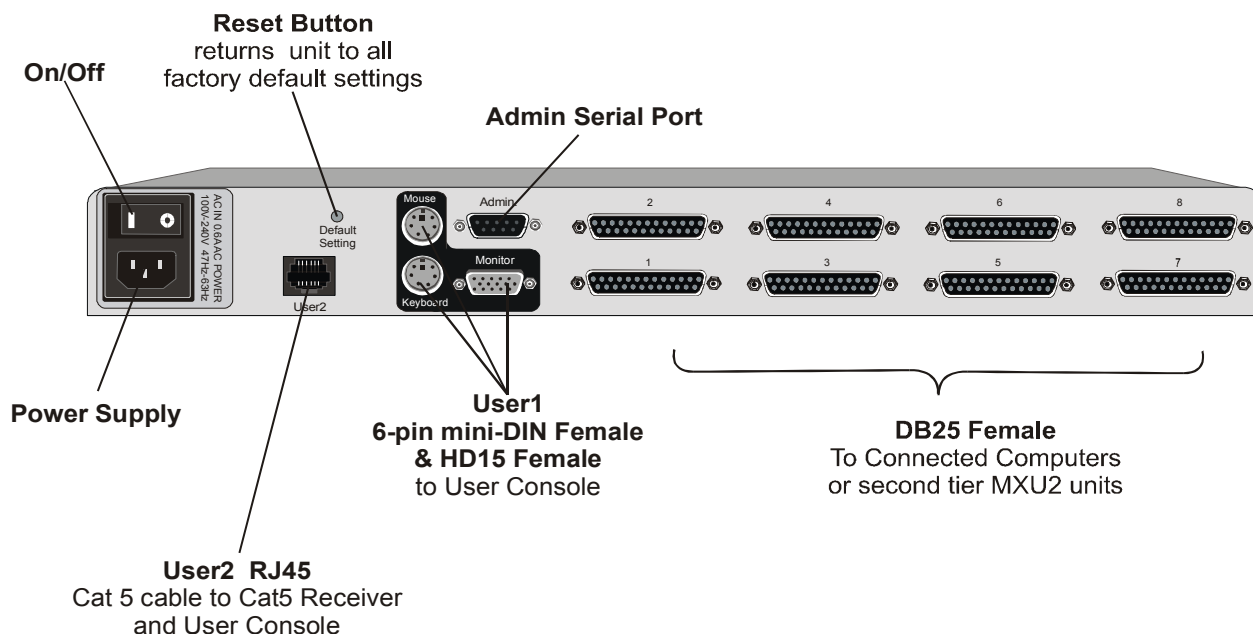 Reset Button
returns unit to all
factory default settings
On/Off
Admin Serial Port
AC IN 0.6A AC POWER
100V-240V 47Hz-63Hz
Default
Setting
User2
Mouse
Keyboard
Admin
Monitor
2
4
6
8
1
3
5
7
Power Supply
User1
6-pin mini-DIN Female
& HD15 Female
to User Console
DB25 Female
To Connected Computers
or second tier MXU2 units
User2 RJ45
Cat 5 cable to Cat5 Receiver
and User Console